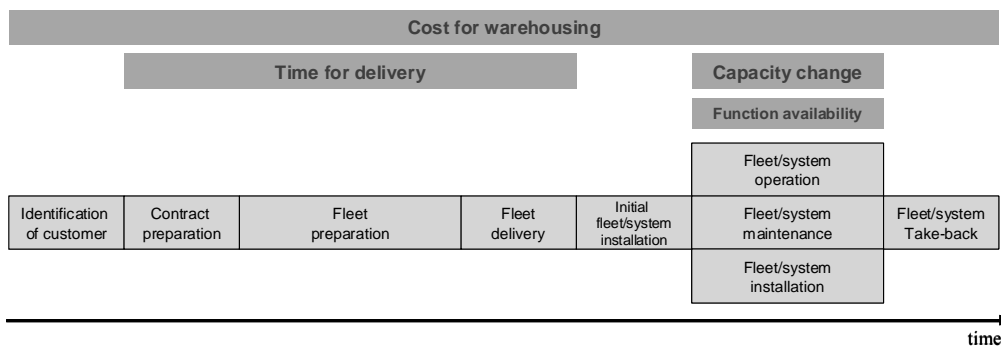 Cost for warehousing
Time for delivery
Capacity change
Function availability
Fleet/system
operation
Identification
of customer
Contract
preparation
Fleet
preparation
Fleet
delivery
Initial
fleet/system
installation
Fleet/system
maintenance
Fleet/system
Take-back
Fleet/system
installation
time